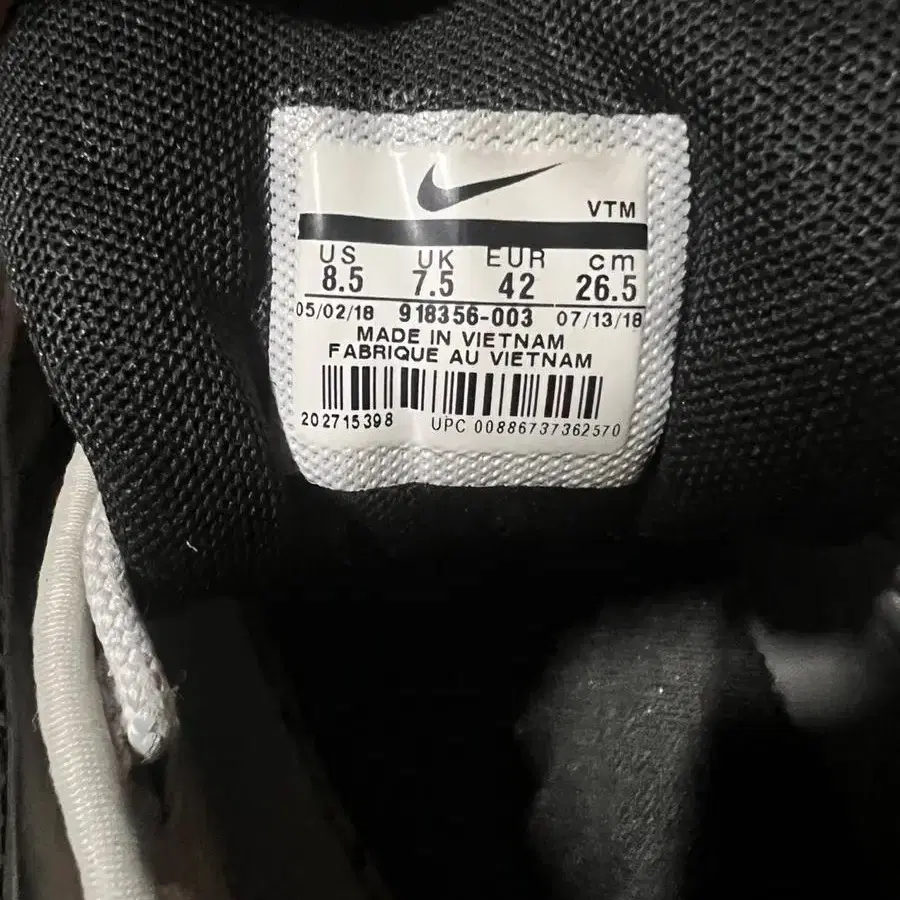 VTM
US UK EUR cm
8.5 7.5 42 26.5
05/02/18 918356-003 07/13/18
MADE IN VIETNAM
FABRIQUE AU VIETNAM
202715398 UPC 00886737362570